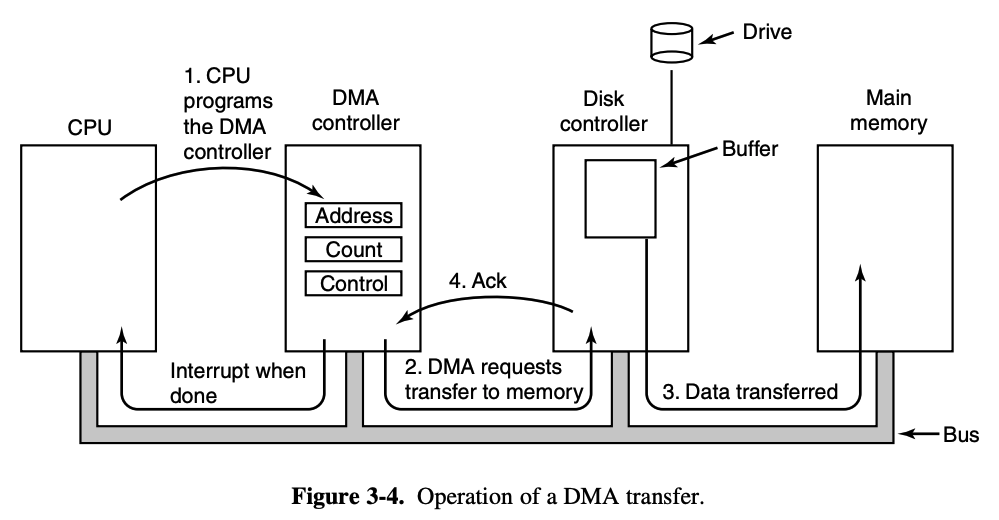 Drive
1. CPU
programs
the DMA
controller
CPU
DMA
controller
Disk
controller
Main
memory
Buffer
Address
Count
Control
4. Ack
Interrupt when
done
2. DMA requests
transfer to memory
3. Data transferred
Bus
Figure 3-4. Operation of a DMA transfer.